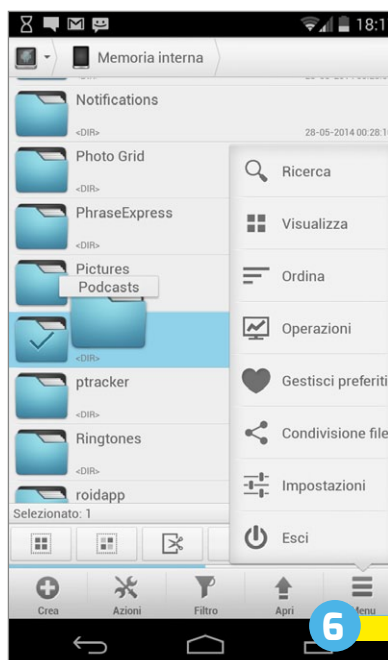 18:1
Memoria interna
Notifications
<DIR>
28-05-2014 00:28:1
Photo Grid
<DIR>
PhraseExpress
<DIR>
Pictures
Podcasts
<DIR>
ptracker
<DIR>
Ringtones
<DIR>
roidapp
Selezionato: 1
Ricerca
Visualizza
Ordina
Operazioni
Gestisci preferiti
Condivisione file
Impostazioni
Esci
Crea
Azioni
Filtro
Apri
Menu
6